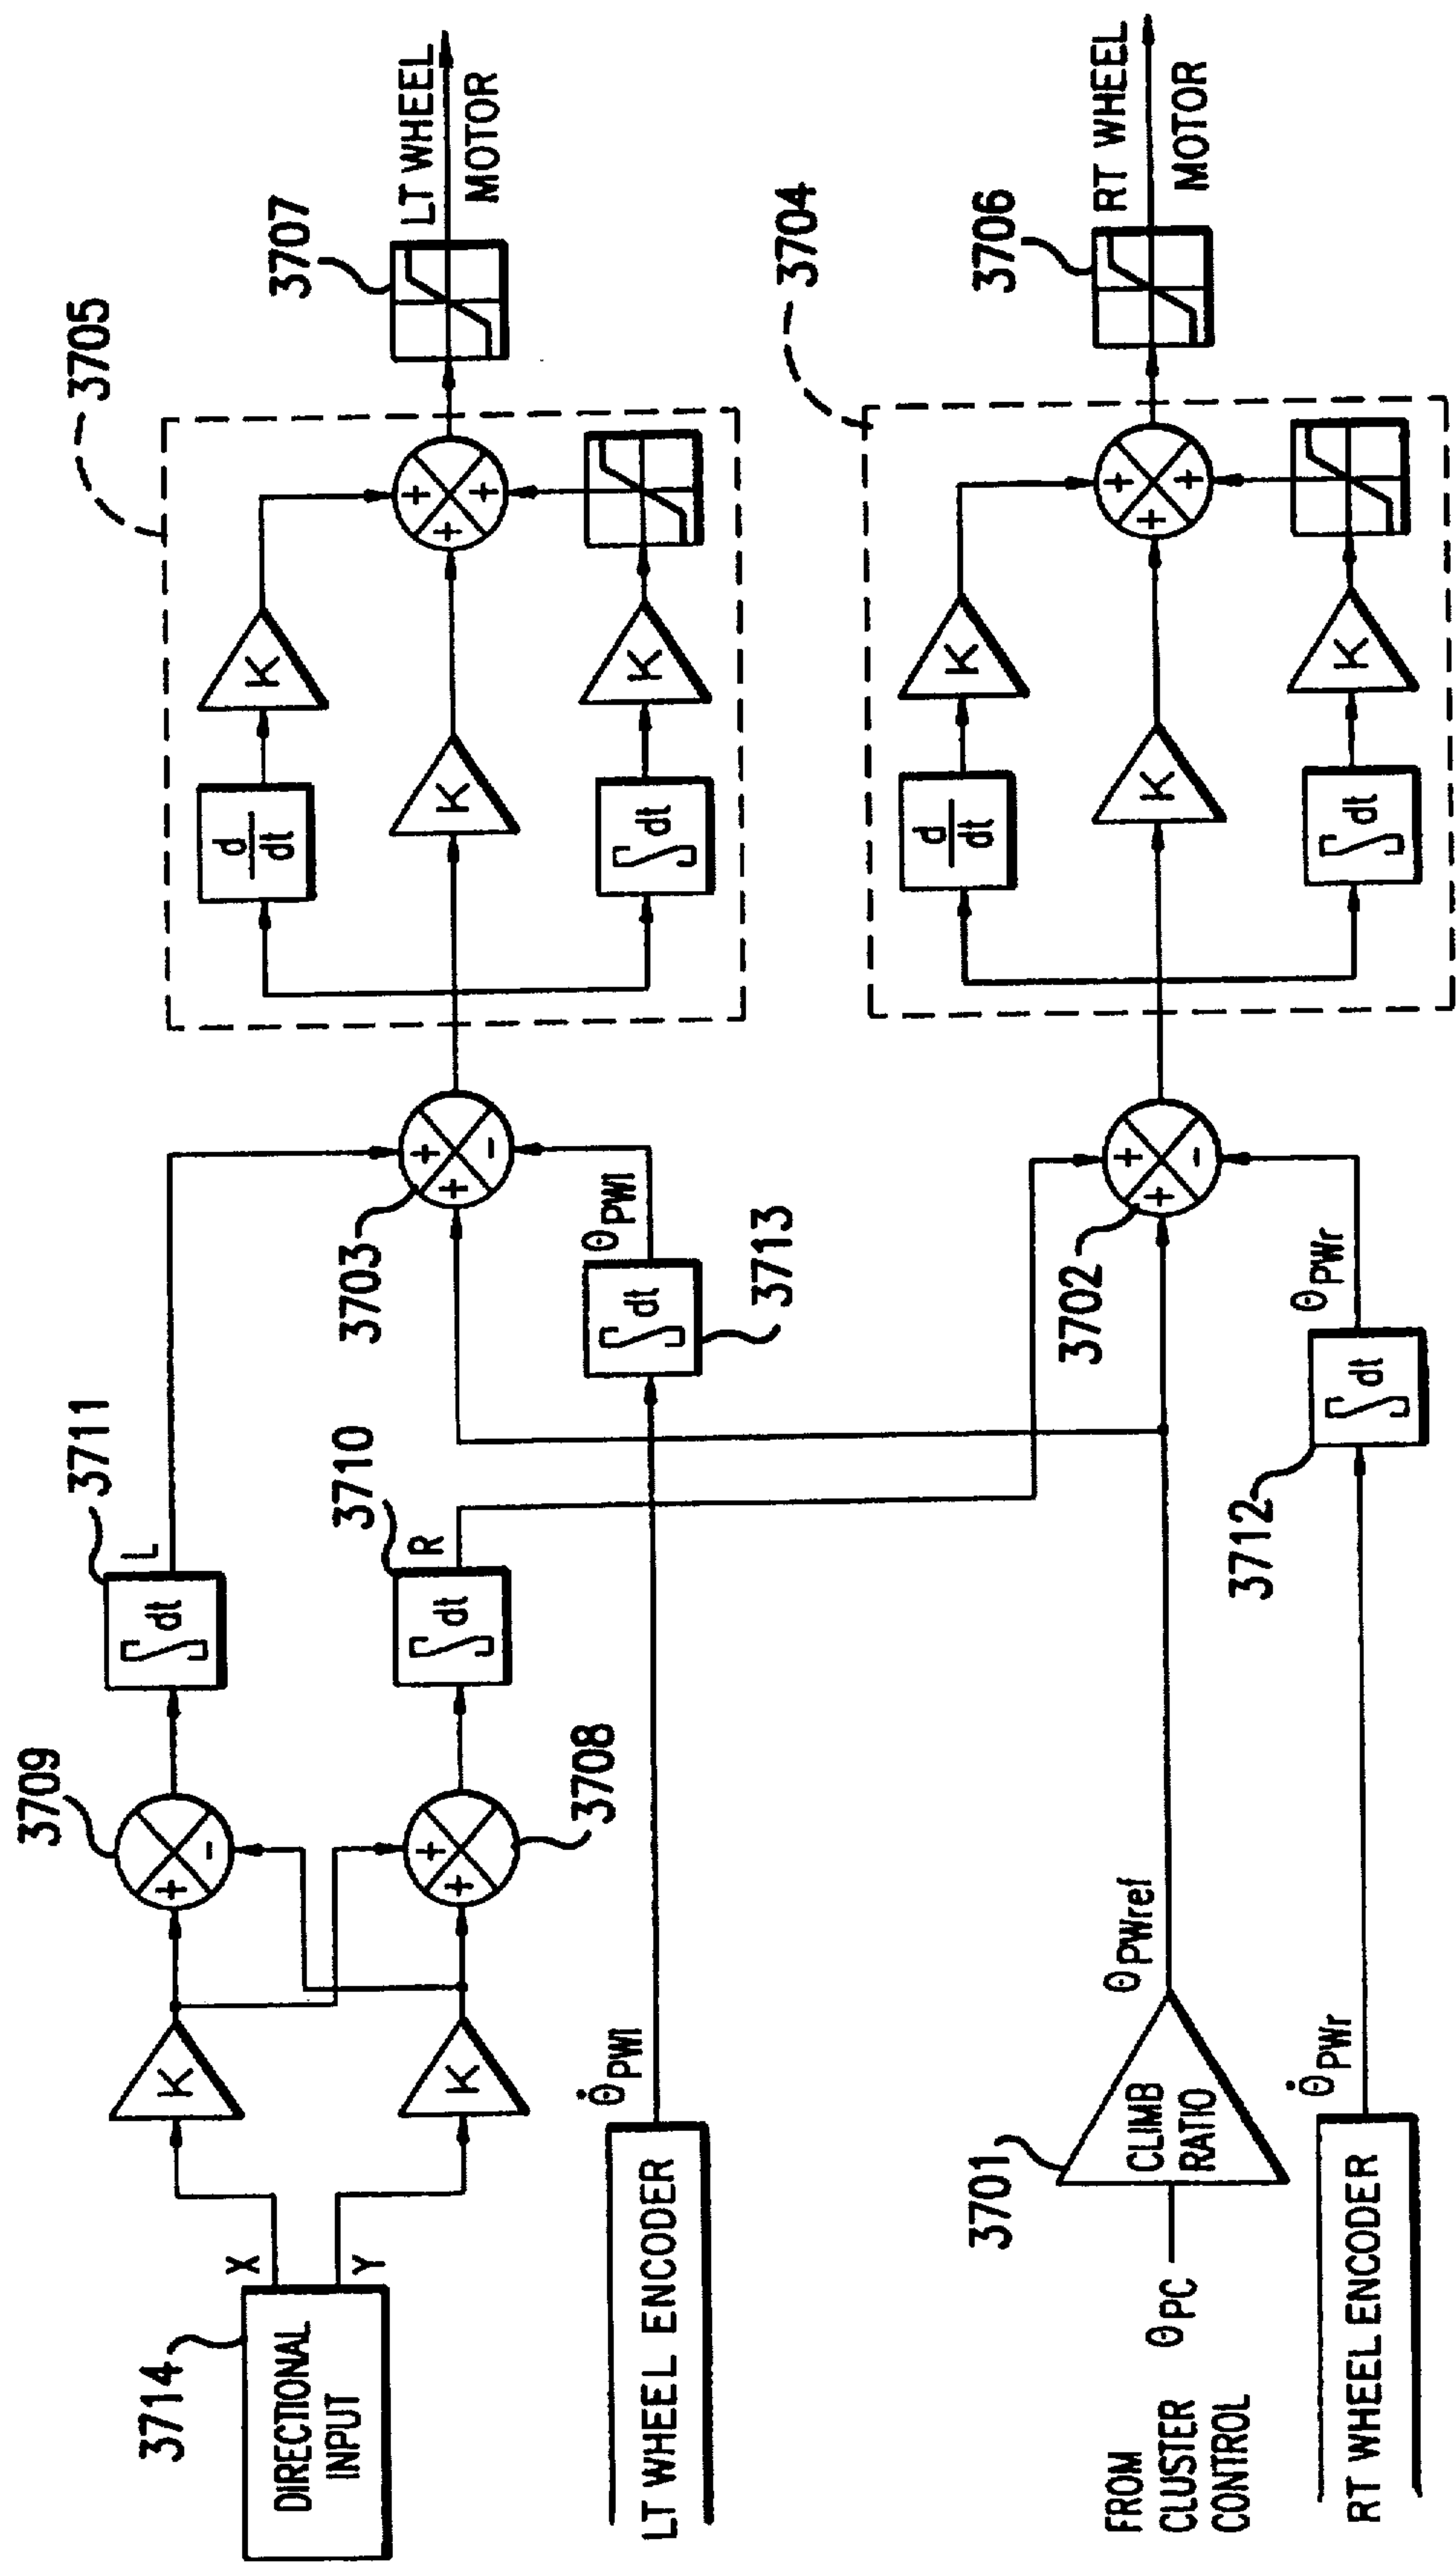 3714
DIRECTIONAL
INPUT
X
Y
K
K
3709
+
-
3708
+
+
3711
∫dt
L
3710
∫dt
R
LT WHEEL ENCODER
θ̇PWl
3713
∫dt
θPWl
3703
+
+
-
3705
d
dt
K
K
∫dt
K
+
+
+
3707
LT WHEEL
MOTOR
FROM
CLUSTER
CONTROL
θPC
3701
CLIMB
RATIO
θPWref
RT WHEEL ENCODER
θ̇PWr
3712
∫dt
θPWr
3702
+
+
-
3704
d
dt
K
K
∫dt
K
+
+
+
3706
RT WHEEL
MOTOR